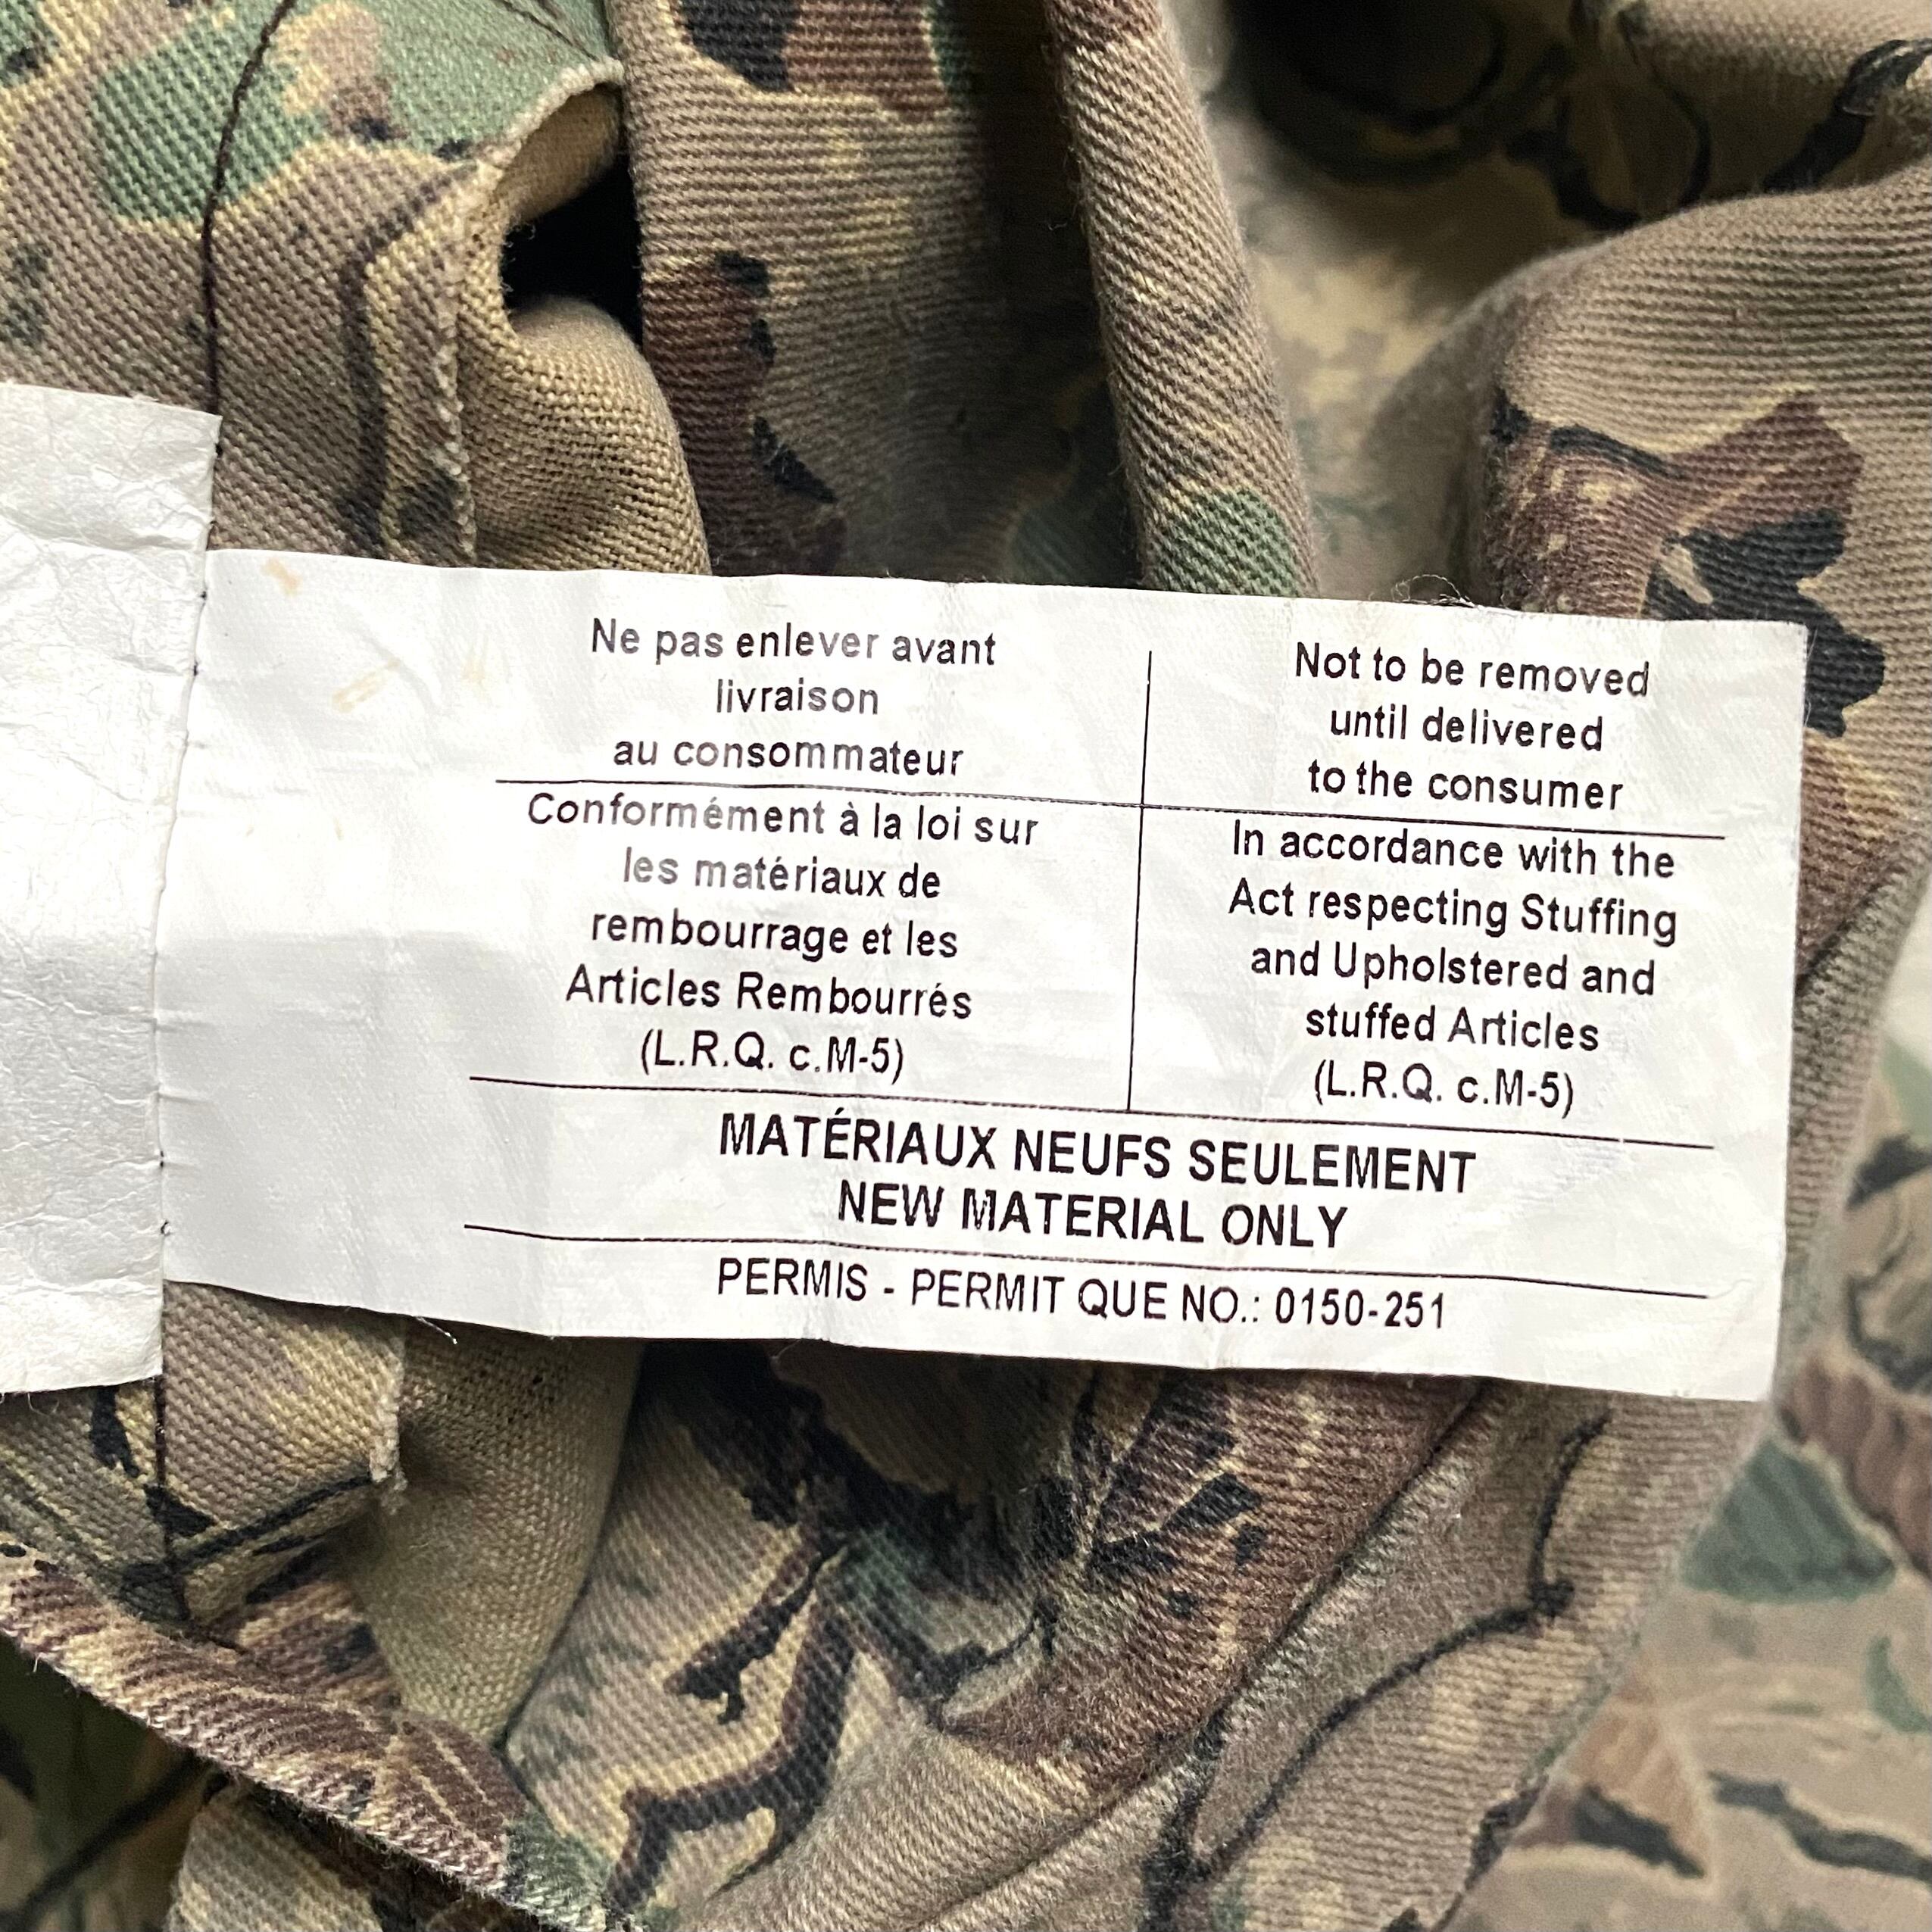 Ne pas enlever avant
livraison
au consommateur
Not to be removed
until delivered
to the consumer
Conformément à la loi sur
les matériaux de
rembourrage et les
Articles Rembourrés
(L.R.Q. c.M-5)
In accordance with the
Act respecting Stuffing
and Upholstered and
stuffed Articles
(L.R.Q. c.M-5)
MATÉRIAUX NEUFS SEULEMENT
NEW MATERIAL ONLY
PERMIS - PERMIT QUE NO.: 0150-251